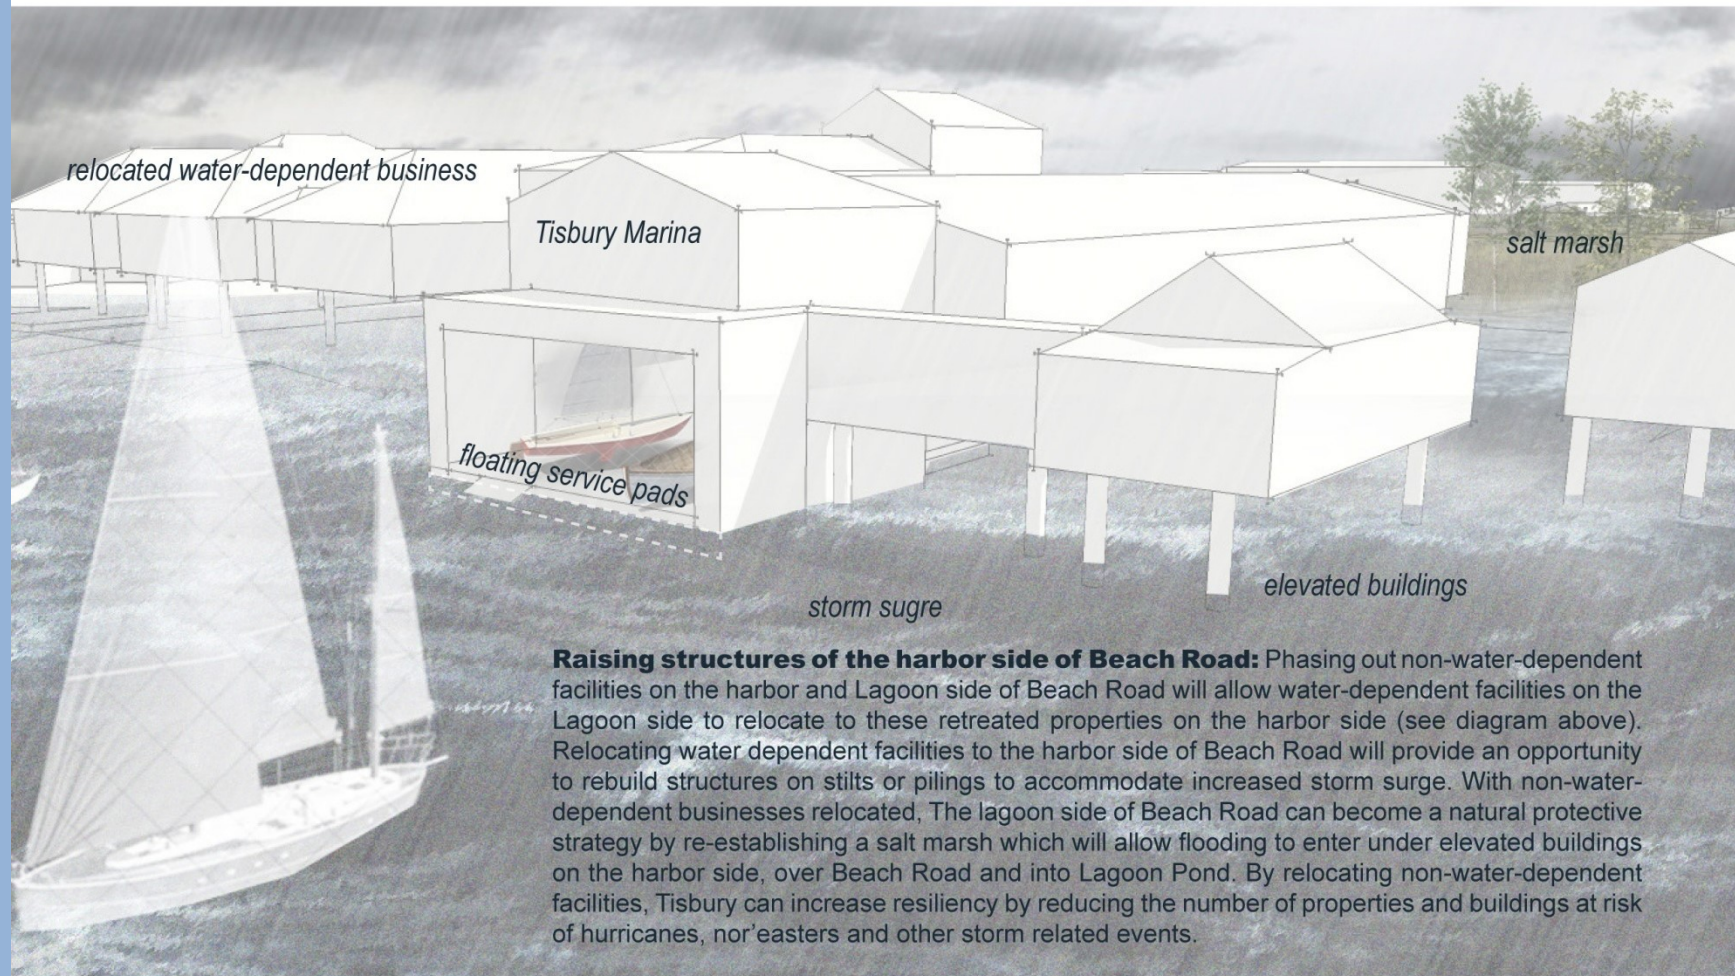 relocated water-dependent business
Tisbury Marina
salt marsh
floating service pads
elevated buildings
storm sugre
Raising structures of the harbor side of Beach Road: Phasing out non-water-dependent
facilities on the harbor and Lagoon side of Beach Road will allow water-dependent facilities on the
Lagoon side to relocate to these retreated properties on the harbor side (see diagram above).
Relocating water dependent facilities to the harbor side of Beach Road will provide an opportunity
to rebuild structures on stilts or pilings to accommodate increased storm surge. With non-water-
dependent businesses relocated, The lagoon side of Beach Road can become a natural protective
strategy by re-establishing a salt marsh which will allow flooding to enter under elevated buildings
on the harbor side, over Beach Road and into Lagoon Pond. By relocating non-water-dependent
facilities, Tisbury can increase resiliency by reducing the number of properties and buildings at risk
of hurricanes, nor’easters and other storm related events.